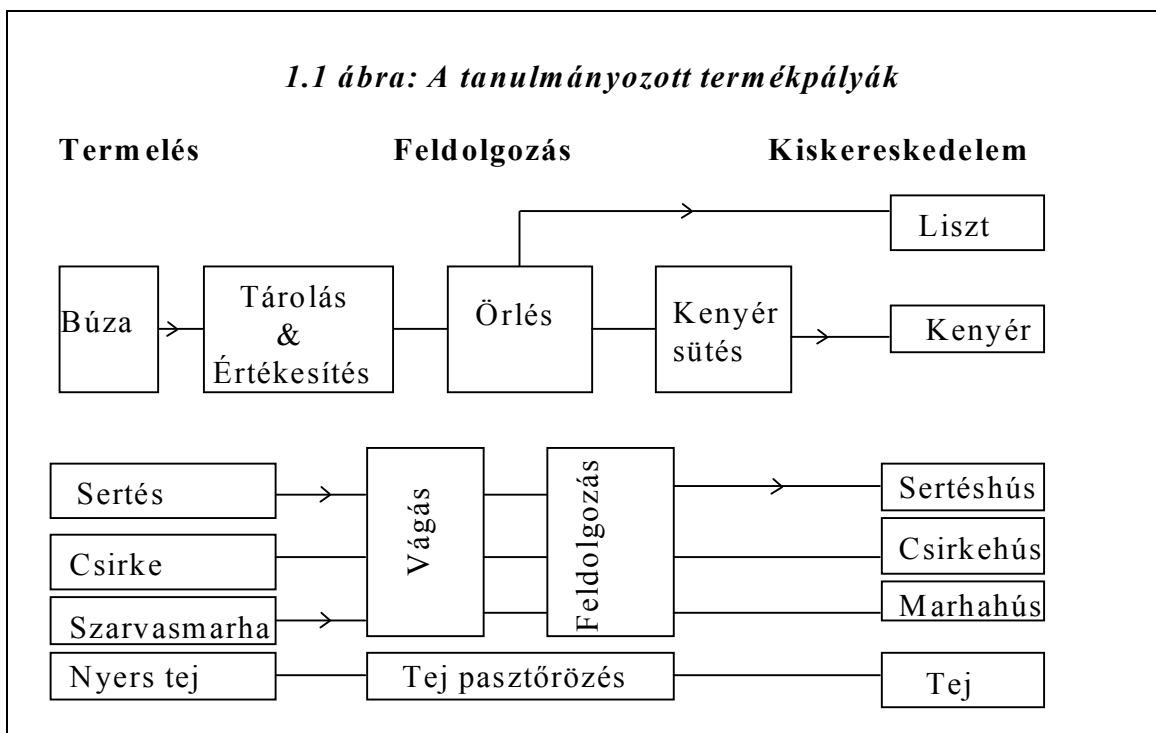 1.1 ábra: A tanulmányozott termékpályák
Termelés
Feldolgozás
Kiskereskedelem
Liszt
Búza
Tárolás
&
Értékesítés
Örlés
Kenyér
sütés
Kenyér
Sertés
Csirke
Szarvasmarha
Vágás
Feldolgozás
Sertéshús
Csirkehús
Marhahús
Nyers tej
Tej pasztőrözés
Tej